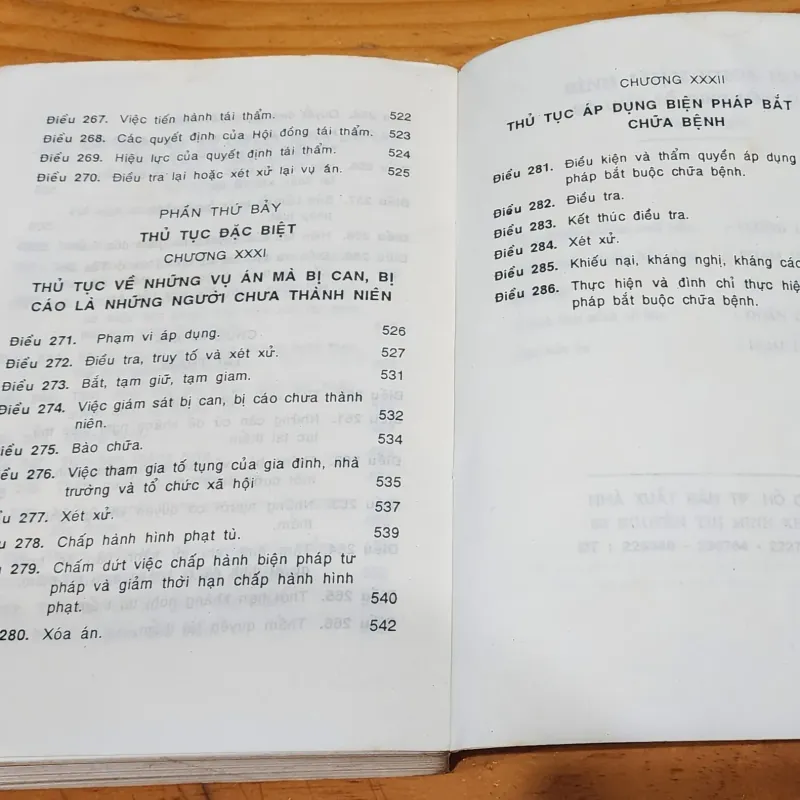 Điều 267. Việc tiến hành tái thẩm. 522
Điều 268. Các quyết định của Hội đồng tái thẩm. 523
Điều 269. Hiệu lực của quyết định tái thẩm. 524
Điều 270. Điều tra lại hoặc xét xử lại vụ án. 525
PHẦN THỨ BẢY
THỦ TỤC ĐẶC BIỆT
CHƯƠNG XXXI
THỦ TỤC VỀ NHỮNG VỤ ÁN MÀ BỊ CAN, BỊ
CÁO LÀ NHỮNG NGƯỜI CHƯA THÀNH NIÊN
Điều 271. Phạm vi áp dụng. 526
Điều 272. Điều tra, truy tố và xét xử. 527
Điều 273. Bắt, tạm giữ, tạm giam. 531
Điều 274. Việc giám sát bị can, bị cáo chưa thành
niên. 532
iều 275. Bào chữa. 534
ều 276. Việc tham gia tố tụng của gia đình, nhà
trường và tổ chức xã hội 535
u 277. Xét xử. 537
u 278. Chấp hành hình phạt tù. 539
279. Chấm dứt việc chấp hành biện pháp tư
pháp và giảm thời hạn chấp hành hình
phạt. 540
280. Xóa án. 542
CHƯƠNG XXXII
THỦ TỤC ÁP DỤNG BIỆN PHÁP BẮT
CHỮA BỆNH
Điều 281. Điều kiện và thẩm quyền áp dụng
pháp bắt buộc chữa bệnh.
Điều 282. Điều tra.
Điều 283. Kết thúc điều tra.
Điều 284. Xét xử.
Điều 285. Khiếu nại, kháng nghị, kháng các
Điều 286. Thực hiện và đình chỉ thực hiệ
pháp bắt buộc chữa bệnh.